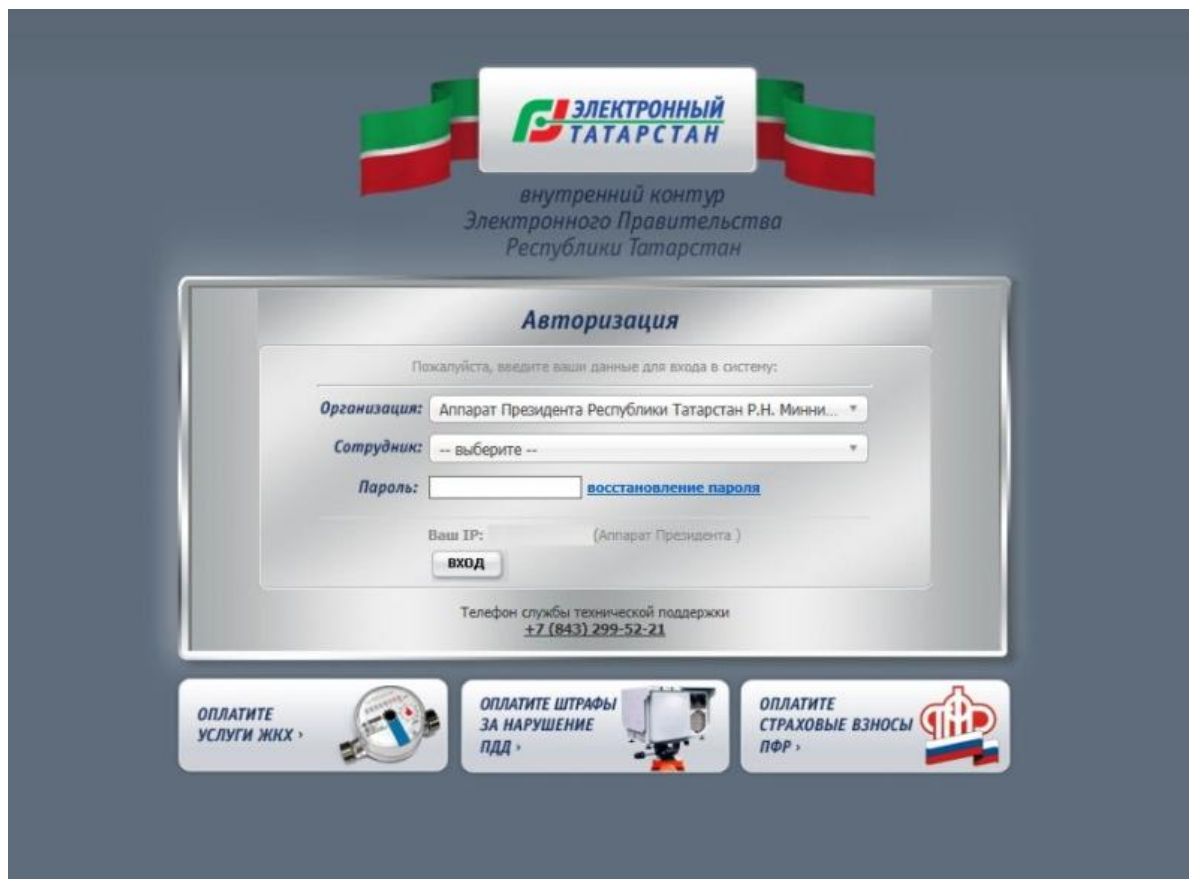 ЭЛЕКТРОННЫЙ
ТАТАРСТАН
внутренний контур
Электронного Правительства
Республики Татарстан
Авторизация
Пожалуйста, введите ваши данные для входа в систему:
Организация: Аппарат Президента Республики Татарстан Р.Н. Минни...
Сотрудник: -- выберите --
Пароль: восстановление пароля
Ваш IP: (Аппарат Президента )
ВХОД
Телефон службы технической поддержки
+7 (843) 299-52-21
ОПЛАТИТЕ
УСЛУГИ ЖКХ ›
ОПЛАТИТЕ ШТРАФЫ
ЗА НАРУШЕНИЕ
ПДД ›
ОПЛАТИТЕ
СТРАХОВЫЕ ВЗНОСЫ
ПФР ›